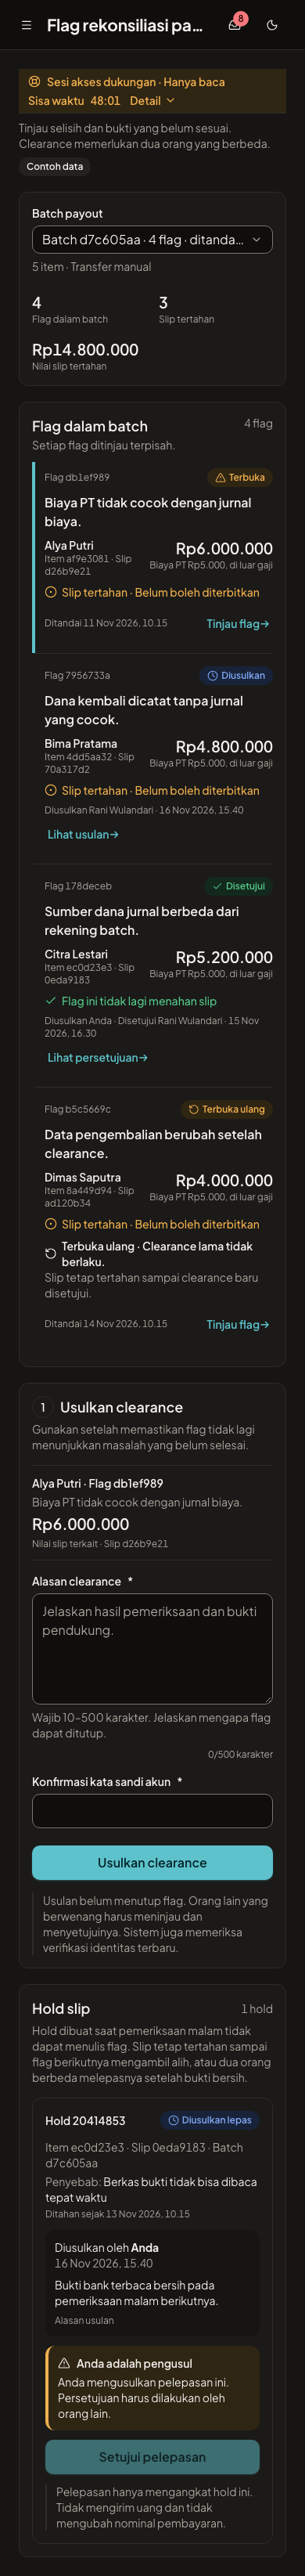 Flag rekonsiliasi pa...
8
Sesi akses dukungan · Hanya baca
Sisa waktu 48:01 Detail
Tinjau selisih dan bukti yang belum sesuai.
Clearance memerlukan dua orang yang berbeda.
Contoh data
Batch payout
Batch d7c605aa · 4 flag · ditanda...
5 item · Transfer manual
4
Flag dalam batch
3
Slip tertahan
Rp14.800.000
Nilai slip tertahan
Flag dalam batch
4 flag
Setiap flag ditinjau terpisah.
Flag db1ef989
Terbuka
Biaya PT tidak cocok dengan jurnal
biaya.
Alya Putri
Item af9e3081 · Slip
d26b9e21
Rp6.000.000
Biaya PT Rp5.000, di luar gaji
Slip tertahan · Belum boleh diterbitkan
Ditandai 11 Nov 2026, 10.15
Tinjau flag→
Flag 7956733a
Diusulkan
Dana kembali dicatat tanpa jurnal
yang cocok.
Bima Pratama
Item 4dd5aa32 · Slip
70a317d2
Rp4.800.000
Biaya PT Rp5.000, di luar gaji
Slip tertahan · Belum boleh diterbitkan
Diusulkan Rani Wulandari · 16 Nov 2026, 15.40
Lihat usulan→
Flag 178deceb
Disetujui
Sumber dana jurnal berbeda dari
rekening batch.
Citra Lestari
Item ec0d23e3 · Slip
0eda9183
Rp5.200.000
Biaya PT Rp5.000, di luar gaji
Flag ini tidak lagi menahan slip
Diusulkan Anda · Disetujui Rani Wulandari · 15 Nov
2026, 16.30
Lihat persetujuan→
Flag b5c5669c
Terbuka ulang
Data pengembalian berubah setelah
clearance.
Dimas Saputra
Item 8a449d94 · Slip
ad120b34
Rp4.000.000
Biaya PT Rp5.000, di luar gaji
Slip tertahan · Belum boleh diterbitkan
Terbuka ulang · Clearance lama tidak
berlaku.
Slip tetap tertahan sampai clearance baru
disetujui.
Ditandai 14 Nov 2026, 10.15
Tinjau flag→
1 Usulkan clearance
Gunakan setelah memastikan flag tidak lagi
menunjukkan masalah yang belum selesai.
Alya Putri · Flag db1ef989
Biaya PT tidak cocok dengan jurnal biaya.
Rp6.000.000
Nilai slip terkait · Slip d26b9e21
Alasan clearance *
Jelaskan hasil pemeriksaan dan bukti
pendukung.
Wajib 10–500 karakter. Jelaskan mengapa flag
dapat ditutup.
0/500 karakter
Konfirmasi kata sandi akun *
Usulkan clearance
Usulan belum menutup flag. Orang lain yang
berwenang harus meninjau dan
menyetujuinya. Sistem juga memeriksa
verifikasi identitas terbaru.
Hold slip
1 hold
Hold dibuat saat pemeriksaan malam tidak
dapat menulis flag. Slip tetap tertahan sampai
flag berikutnya mengambil alih, atau dua orang
berbeda melepasnya setelah bukti bersih.
Hold 20414853
Diusulkan lepas
Item ec0d23e3 · Slip 0eda9183 · Batch
d7c605aa
Penyebab: Berkas bukti tidak bisa dibaca
tepat waktu
Ditahan sejak 13 Nov 2026, 10.15
Diusulkan oleh Anda
16 Nov 2026, 15.40
Bukti bank terbaca bersih pada
pemeriksaan malam berikutnya.
Alasan usulan
Anda adalah pengusul
Anda mengusulkan pelepasan ini.
Persetujuan harus dilakukan oleh
orang lain.
Setujui pelepasan
Pelepasan hanya mengangkat hold ini.
Tidak mengirim uang dan tidak
mengubah nominal pembayaran.